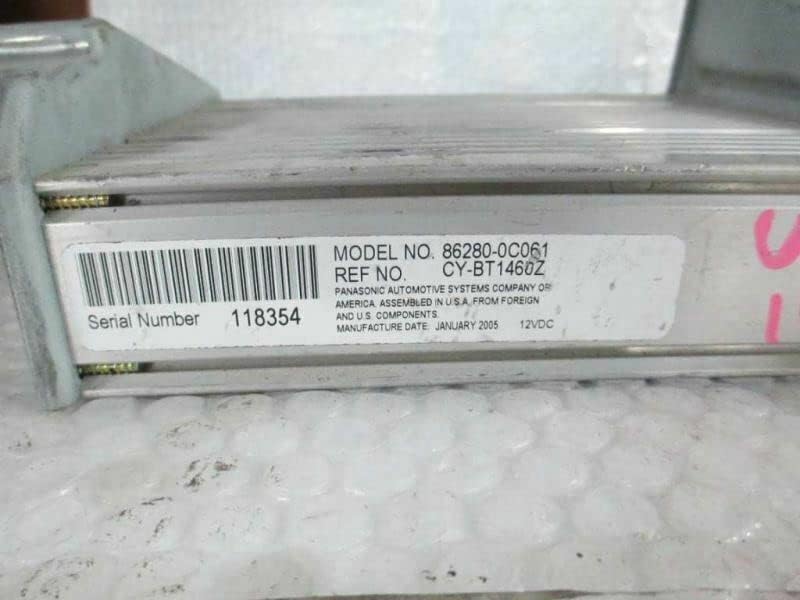 MODEL NO. 86280-0C061
REF NO. CY-BT1460Z
PANASONIC AUTOMOTIVE SYSTEMS COMPANY OF
AMERICA. ASSEMBLED IN U.S.A. FROM FOREIGN
AND U.S. COMPONENTS.
MANUFACTURE DATE: JANUARY 2005 12VDC
Serial Number 118354